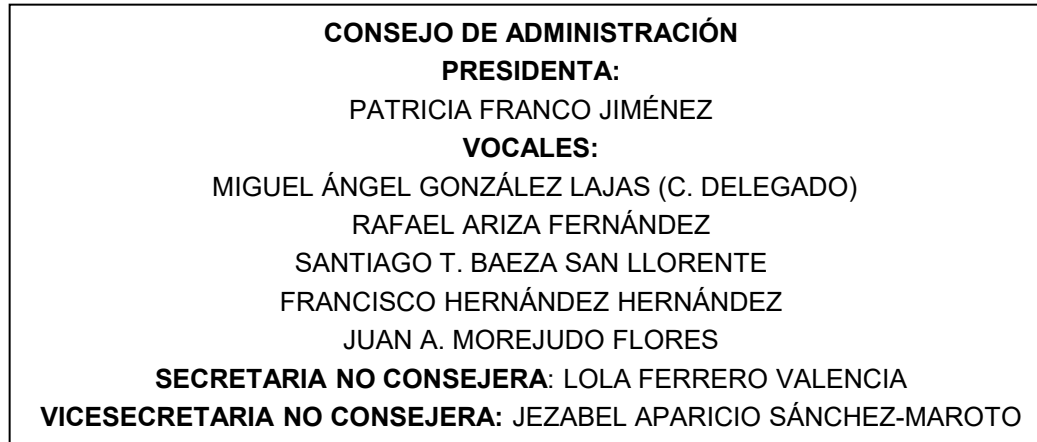 CONSEJO DE ADMINISTRACIÓN
PRESIDENTA:
PATRICIA FRANCO JIMÉNEZ
VOCALES:
MIGUEL ÁNGEL GONZÁLEZ LAJAS (C. DELEGADO)
RAFAEL ARIZA FERNÁNDEZ
SANTIAGO T. BAEZA SAN LLORENTE
FRANCISCO HERNÁNDEZ HERNÁNDEZ
JUAN A. MOREJUDO FLORES
SECRETARIA NO CONSEJERA: LOLA FERRERO VALENCIA
VICESECRETARIA NO CONSEJERA: JEZABEL APARICIO SÁNCHEZ-MAROTO